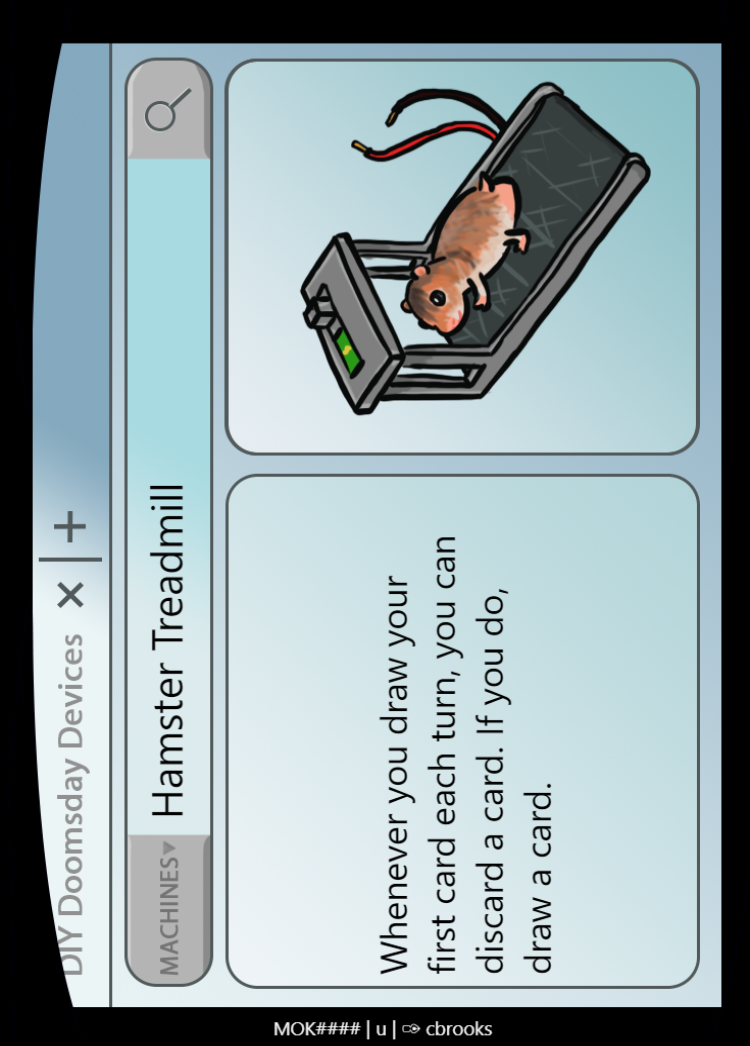 DIY Doomsday Devices × | +
MACHINES▼ Hamster Treadmill
Whenever you draw your
first card each turn, you can
discard a card. If you do,
draw a card.
MOK#### | u | ✑ cbrooks